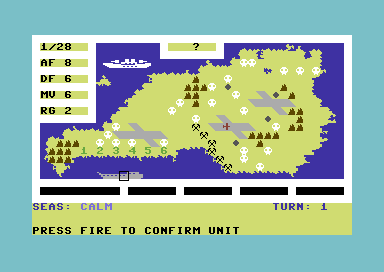 1/28
?
AF 8
DF 6
MV 6
RG 2
1 2 3 4 5 6
SEAS: CALM TURN: 1
PRESS FIRE TO CONFIRM UNIT